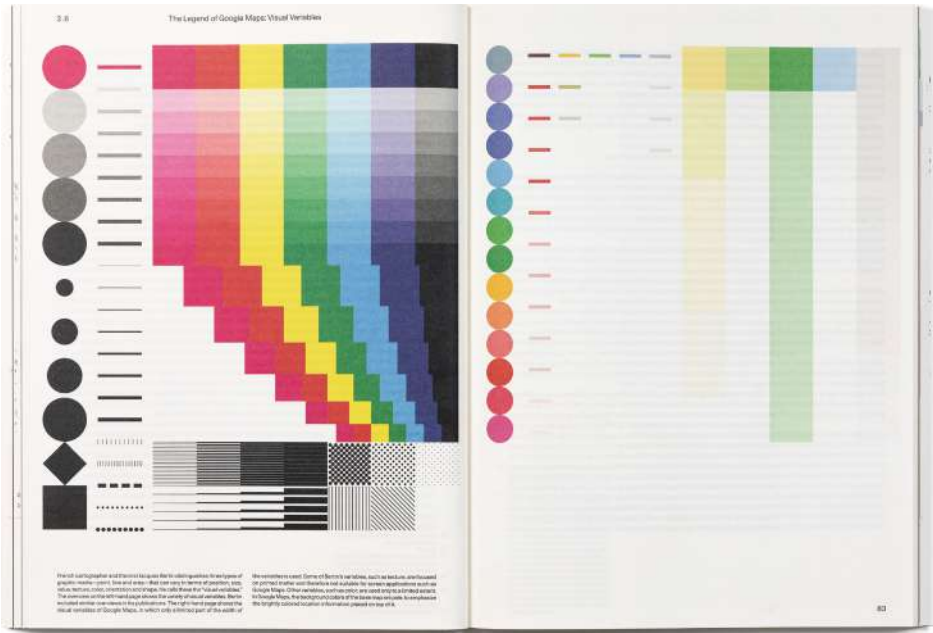 3.6
The Legend of Google Maps: Visual Variables
French cartographer and theorist Jacques Bertin distinguishes three types of
graphic marks—point, line and area—that can vary in terms of position, size,
value, texture, color, orientation and shape. He calls these the “visual variables.”
The overview on the left-hand page shows the variety of visual variables. Bertin
included similar overviews in his publications. The right-hand page shows the
visual variables of Google Maps, in which only a limited part of the width of
the variations is used. Some of Bertin's variables, such as texture, are focused
on printed matter and therefore not suitable for screen applications such as
Google Maps. Other variables, such as color, are used only to a limited extent.
In Google Maps, the background colors of the base map are pale, to emphasize
the brightly colored location information placed on top of it.
83